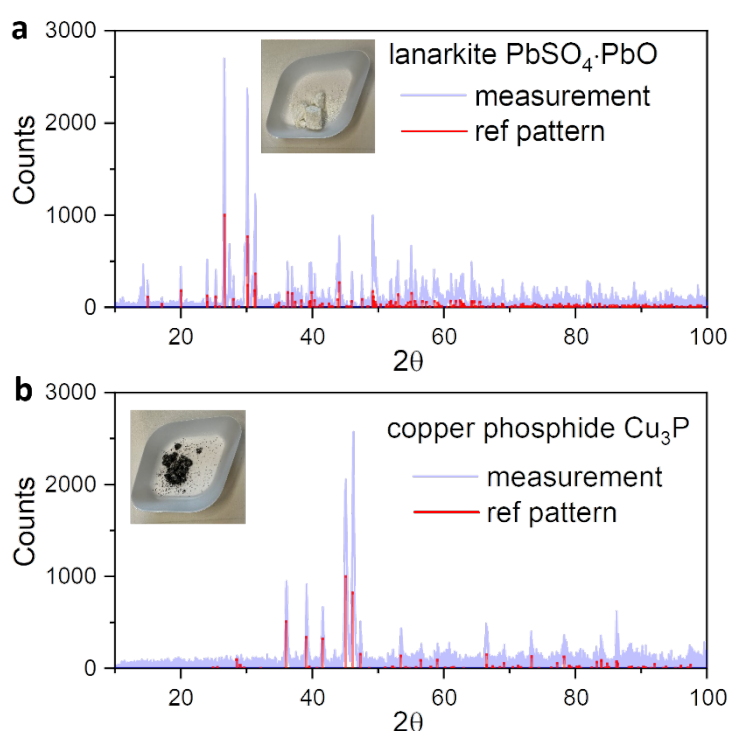 a
lanarkite PbSO₄·PbO
measurement
ref pattern
Counts
3000
2000
1000
0
20
40
60
80
100
2θ
b
copper phosphide Cu₃P
measurement
ref pattern
Counts
3000
2000
1000
0
20
40
60
80
100
2θ